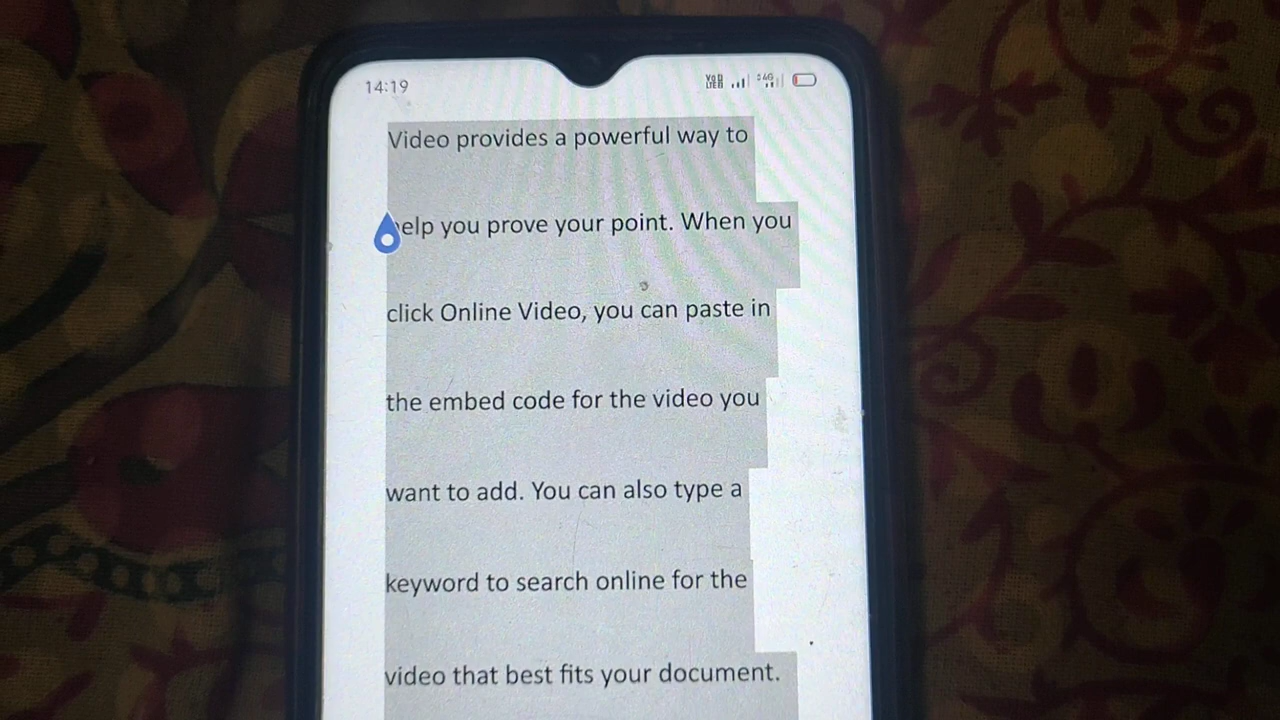 14:19
Video provides a powerful way to
help you prove your point. When you
click Online Video, you can paste in
the embed code for the video you
want to add. You can also type a
keyword to search online for the
video that best fits your document.